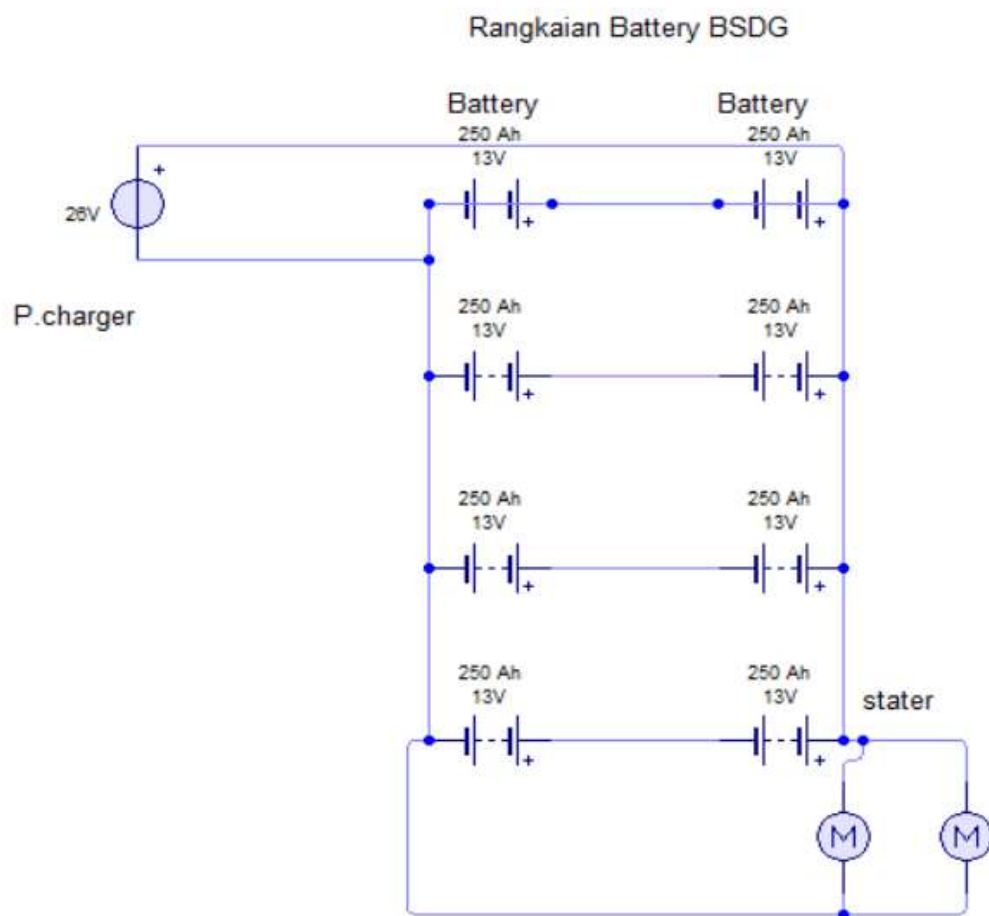 Rangkaian Battery BSDG
Battery
Battery
250 Ah
13V
250 Ah
13V
+
26V
+
+
P.charger
250 Ah
13V
250 Ah
13V
+
+
250 Ah
13V
250 Ah
13V
+
+
250 Ah
13V
250 Ah
13V
stater
+
+
M
M